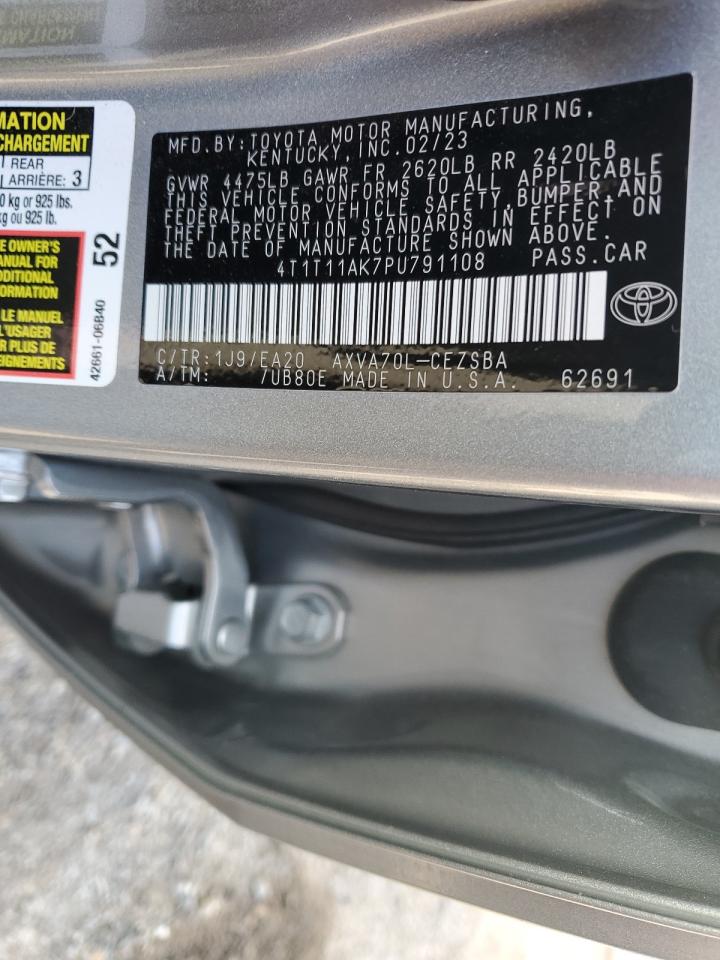 MATION
CHARGEMENT
REAR
ARRIÈRE: 3
0 kg or 925 lbs.
kg ou 925 lb.
E OWNER'S
MANUAL FOR
DDITIONAL
FORMATION
LE MANUEL
L'USAGER
R PLUS DE
EIGNEMENTS
52
42661-06B40
MFD.BY:TOYOTA MOTOR MANUFACTURING,
KENTUCKY,INC.02/23
GVWR 4475LB GAWR FR 2620LB RR 2420LB
THIS VEHICLE CONFORMS TO ALL APPLICABLE
FEDERAL MOTOR VEHICLE SAFETY,BUMPER,AND
THEFT PREVENTION STANDARDS IN EFFECT ON
THE DATE OF MANUFACTURE SHOWN ABOVE.
4T1T11AK7PU791108 PASS.CAR
C/TR:1J9/EA20 AXVA70L-CEZSBA
A/TM: /UB80E MADE IN U.S.A. 62691